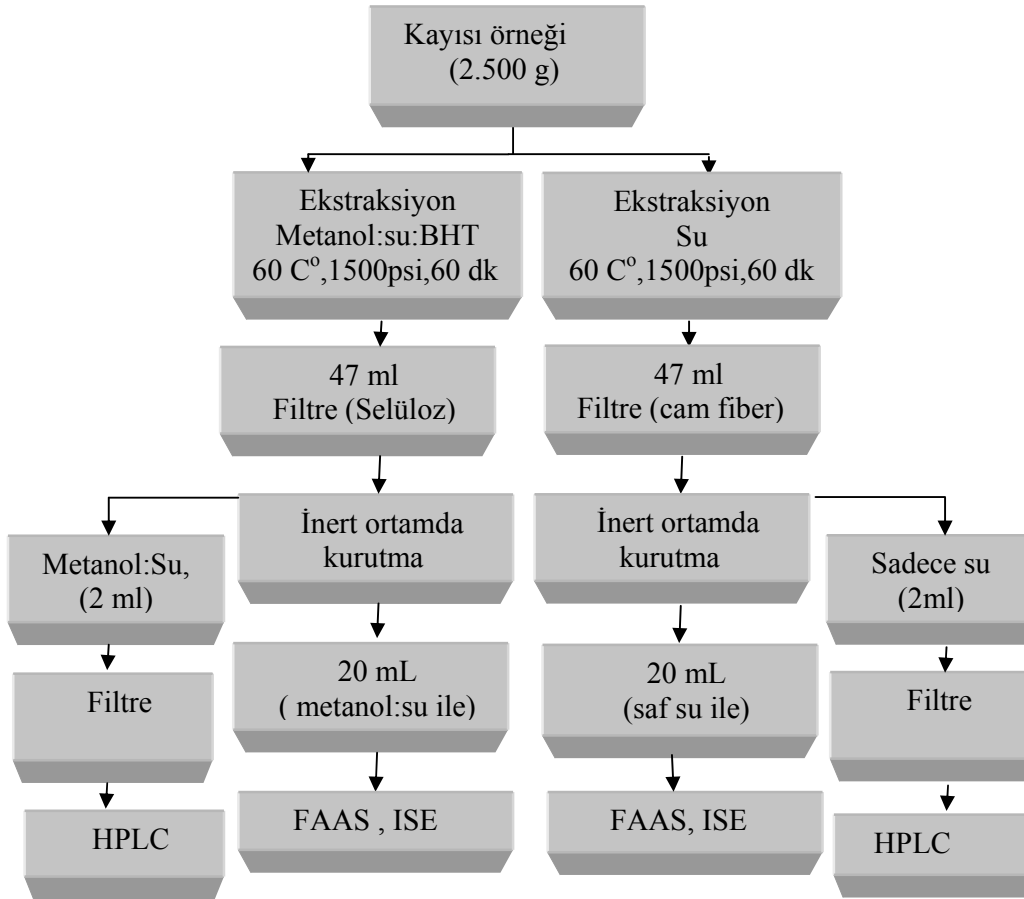 Kayısı örneği
(2.500 g)
Ekstraksiyon
Metanol:su:BHT
60 Cº,1500psi,60 dk
Ekstraksiyon
Su
60 Cº,1500psi,60 dk
47 ml
Filtre (Selüloz)
47 ml
Filtre (cam fiber)
Metanol:Su,
(2 ml)
İnert ortamda
kurutma
İnert ortamda
kurutma
Sadece su
(2ml)
Filtre
20 mL
( metanol:su ile)
20 mL
(saf su ile)
Filtre
HPLC
FAAS , ISE
FAAS, ISE
HPLC